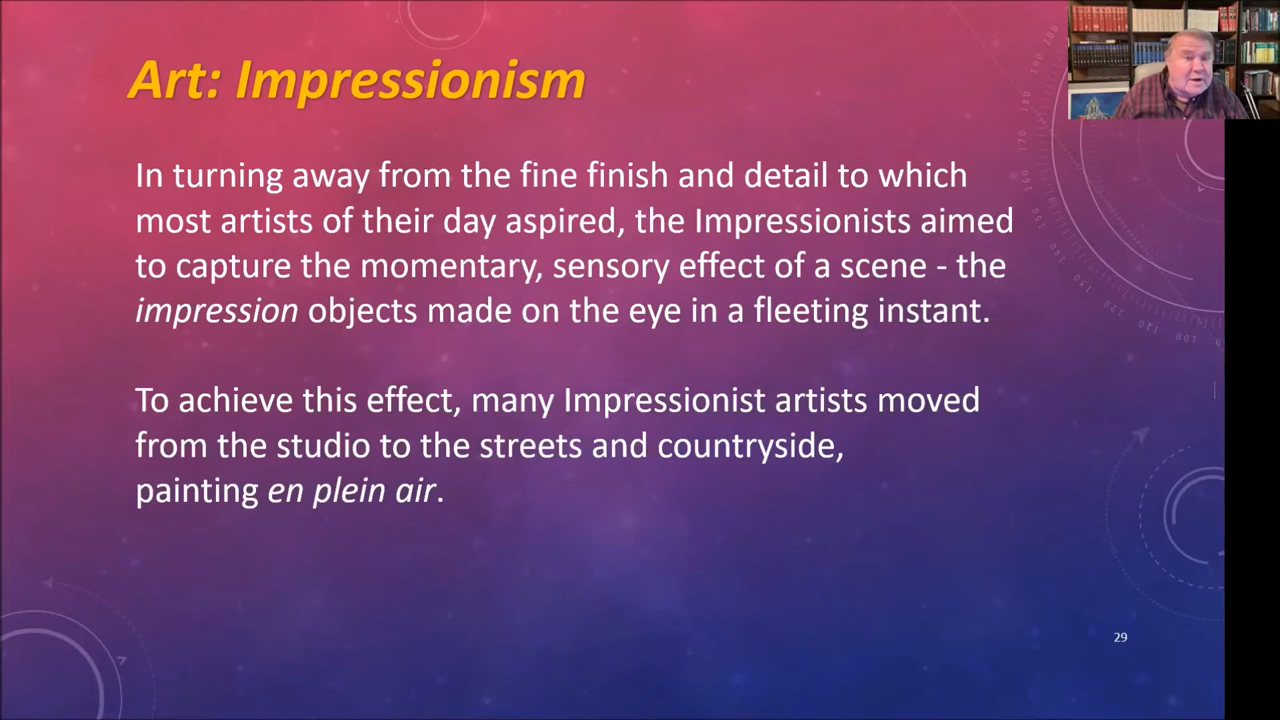 Art: Impressionism
In turning away from the fine finish and detail to which
most artists of their day aspired, the Impressionists aimed
to capture the momentary, sensory effect of a scene - the
impression objects made on the eye in a fleeting instant.
To achieve this effect, many Impressionist artists moved
from the studio to the streets and countryside,
painting en plein air.
29